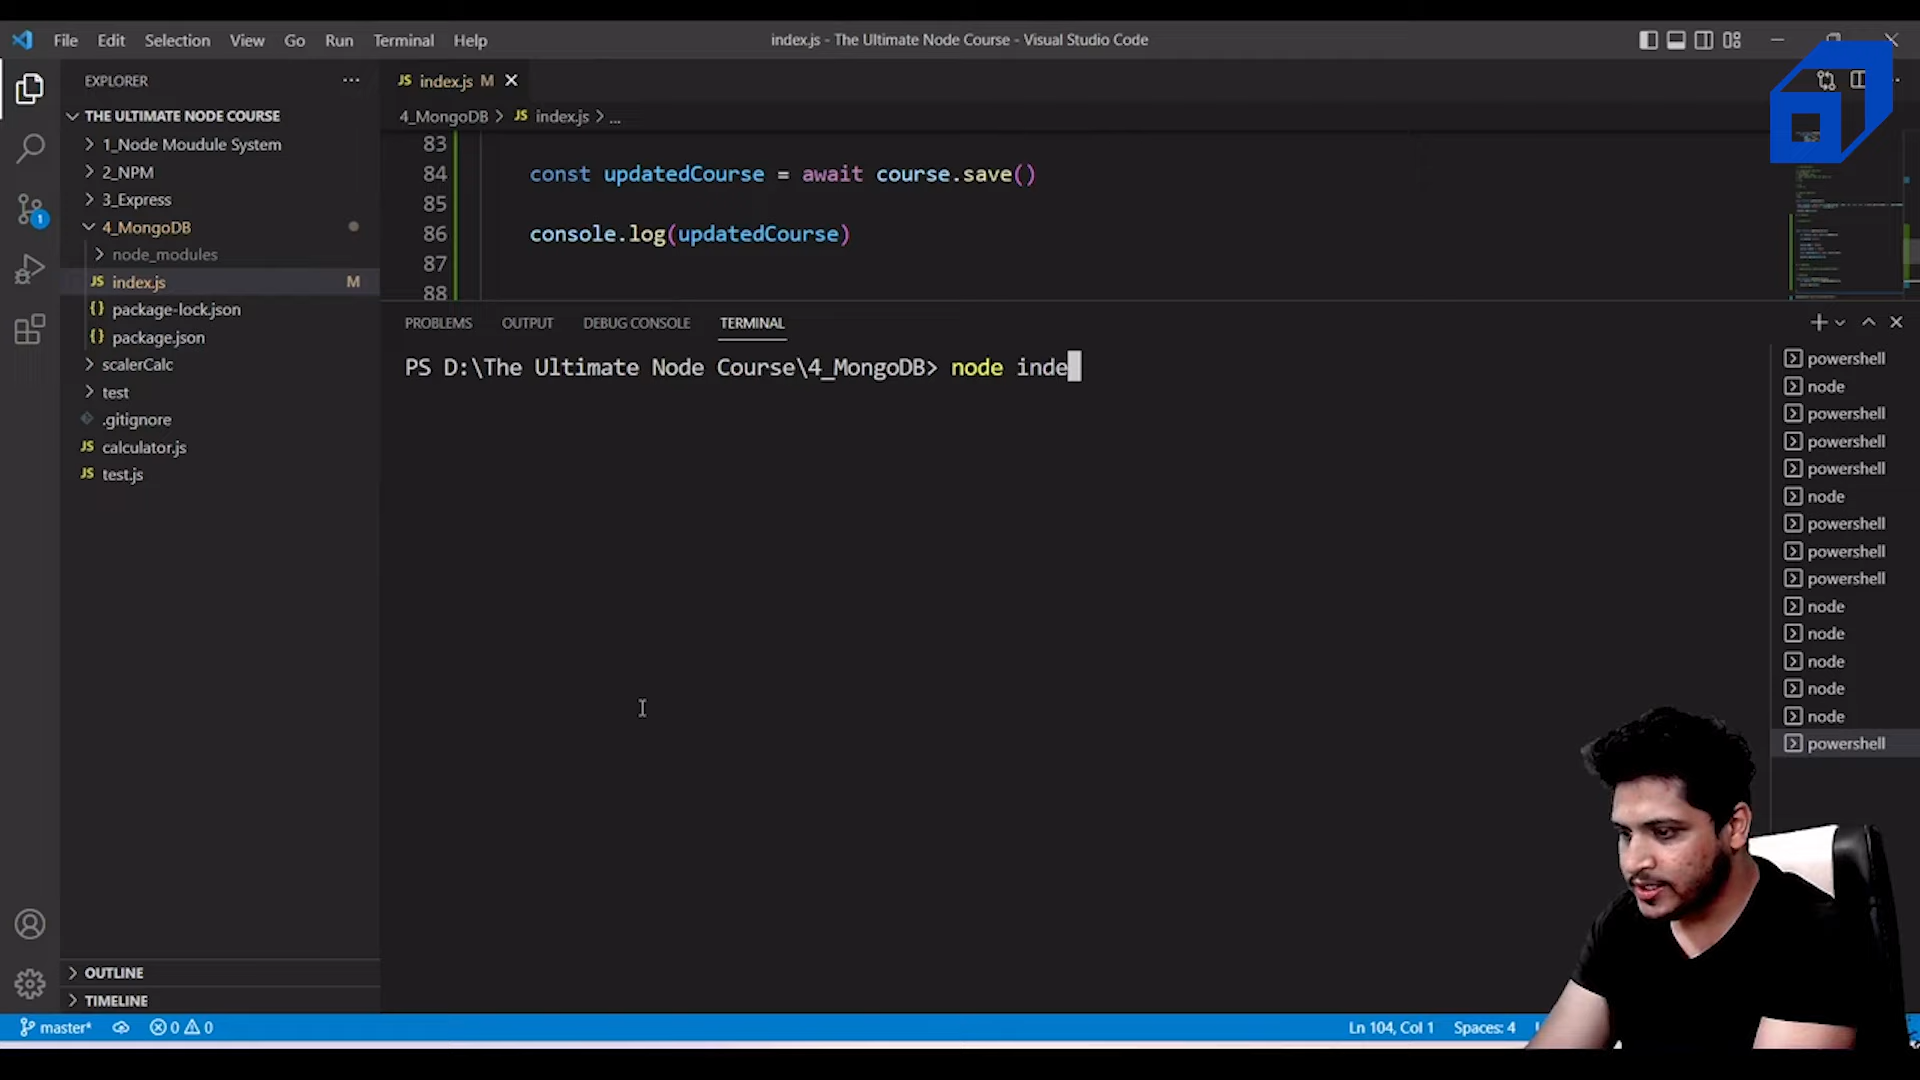 File Edit Selection View Go Run Terminal Help
index.js - The Ultimate Node Course - Visual Studio Code
EXPLORER
THE ULTIMATE NODE COURSE
1_Node Moudule System
2_NPM
3_Express
4_MongoDB
node_modules
JS index.js M
{} package-lock.json
{} package.json
scalerCalc
test
.gitignore
JS calculator.js
JS test.js
OUTLINE
TIMELINE
JS index.js M
4_MongoDB > JS index.js > ...
83
84 const updatedCourse = await course.save()
85
86 console.log(updatedCourse)
87
88
PROBLEMS OUTPUT DEBUG CONSOLE TERMINAL
PS D:\The Ultimate Node Course\4_MongoDB> node inde
powershell
node
powershell
powershell
powershell
node
powershell
powershell
powershell
node
node
node
node
node
powershell
1
master* 0 0
Ln 104, Col 1 Spaces: 4